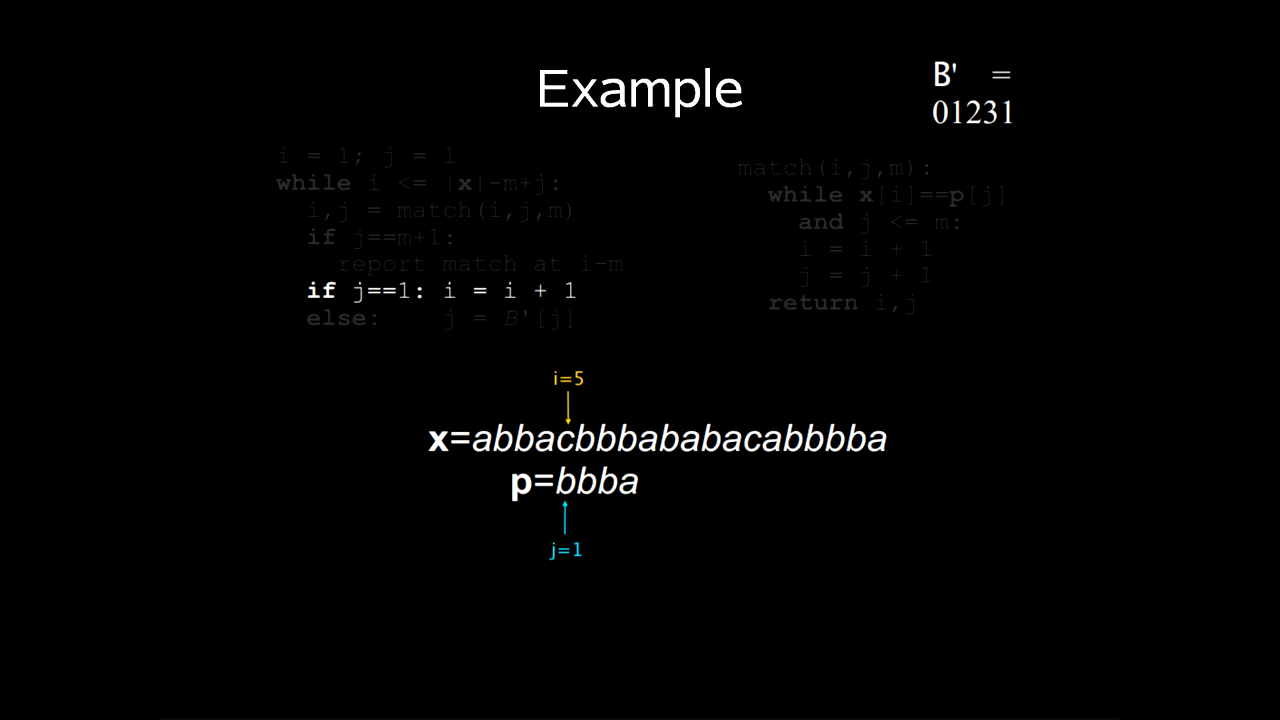 Example
B' =
01231
i = 1; j = 1
while i <= |x|-m+j:
i,j = match(i,j,m)
if j==m+1:
report match at i-m
if j==1: i = i + 1
else: j = B'[j]
match(i,j,m):
while x[i]==p[j]
and j <= m:
i = i + 1
j = j + 1
return i,j
i=5
x=abbacbbbababacabbbba
p=bbba
j=1